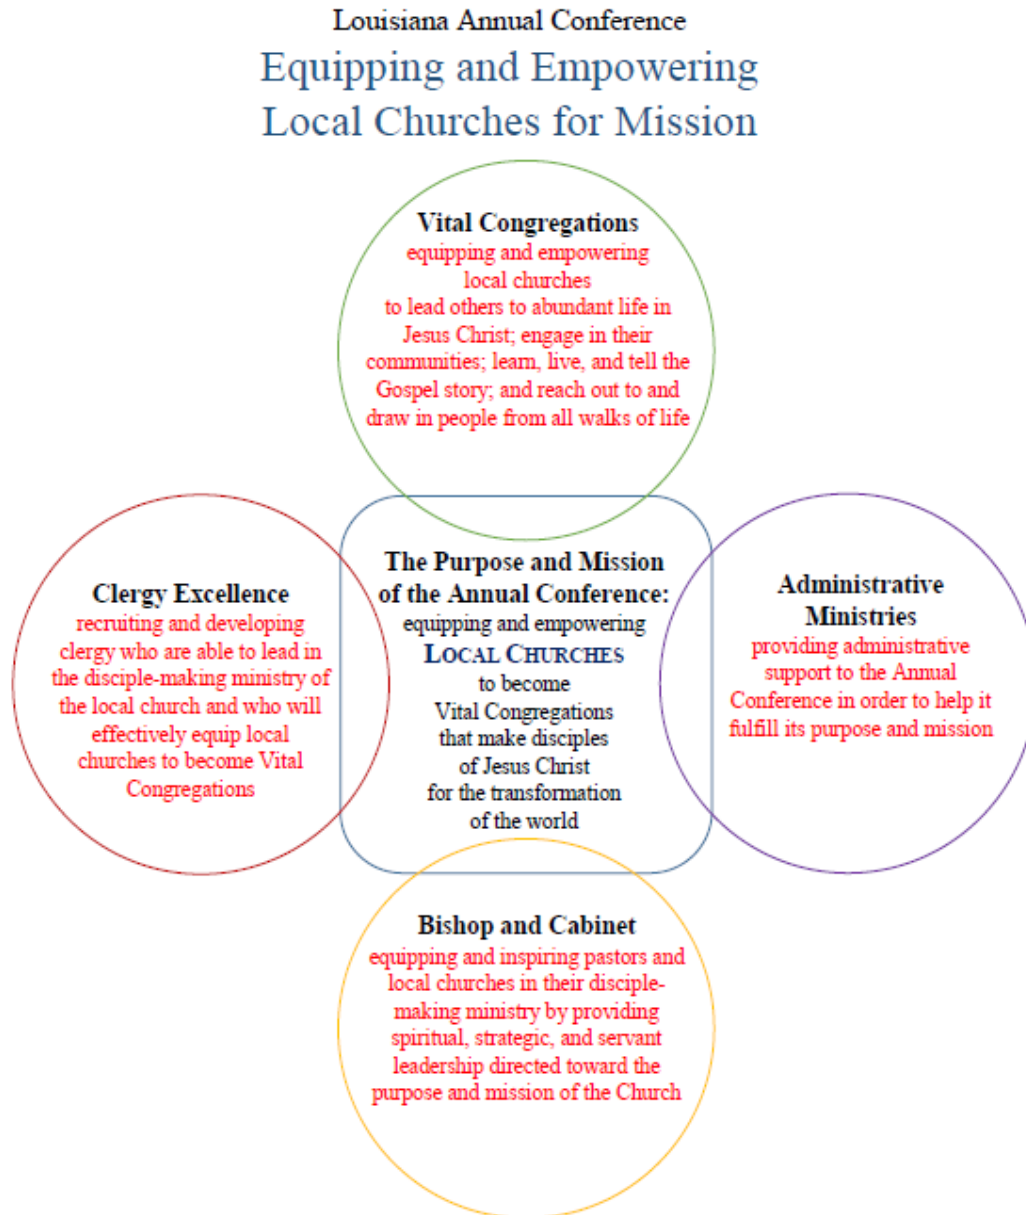 Louisiana Annual Conference
Equipping and Empowering
Local Churches for Mission
Vital Congregations
equipping and empowering
local churches
to lead others to abundant life in
Jesus Christ; engage in their
communities; learn, live, and tell the
Gospel story; and reach out to and
draw in people from all walks of life
Clergy Excellence
recruiting and developing
clergy who are able to lead in
the disciple-making ministry of
the local church and who will
effectively equip local
churches to become Vital
Congregations
The Purpose and Mission
of the Annual Conference:
equipping and empowering
LOCAL CHURCHES
to become
Vital Congregations
that make disciples
of Jesus Christ
for the transformation
of the world
Administrative
Ministries
providing administrative
support to the Annual
Conference in order to help it
fulfill its purpose and mission
Bishop and Cabinet
equipping and inspiring pastors and
local churches in their disciple-
making ministry by providing
spiritual, strategic, and servant
leadership directed toward the
purpose and mission of the Church